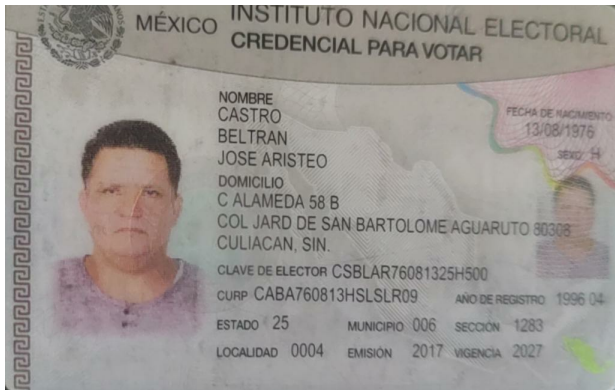 MÉXICO INSTITUTO NACIONAL ELECTORAL
CREDENCIAL PARA VOTAR
NOMBRE
CASTRO
BELTRAN
JOSE ARISTEO
FECHA DE NACIMIENTO
13/08/1976
SEXO H
DOMICILIO
C ALAMEDA 58 B
COL JARD DE SAN BARTOLOME AGUARUTO 80308
CULIACAN, SIN.
CLAVE DE ELECTOR CSBLAR76081325H500
CURP CABA760813HSLSLR09 AÑO DE REGISTRO 1996 04
ESTADO 25 MUNICIPIO 006 SECCIÓN 1283
LOCALIDAD 0004 EMISIÓN 2017 VIGENCIA 2027